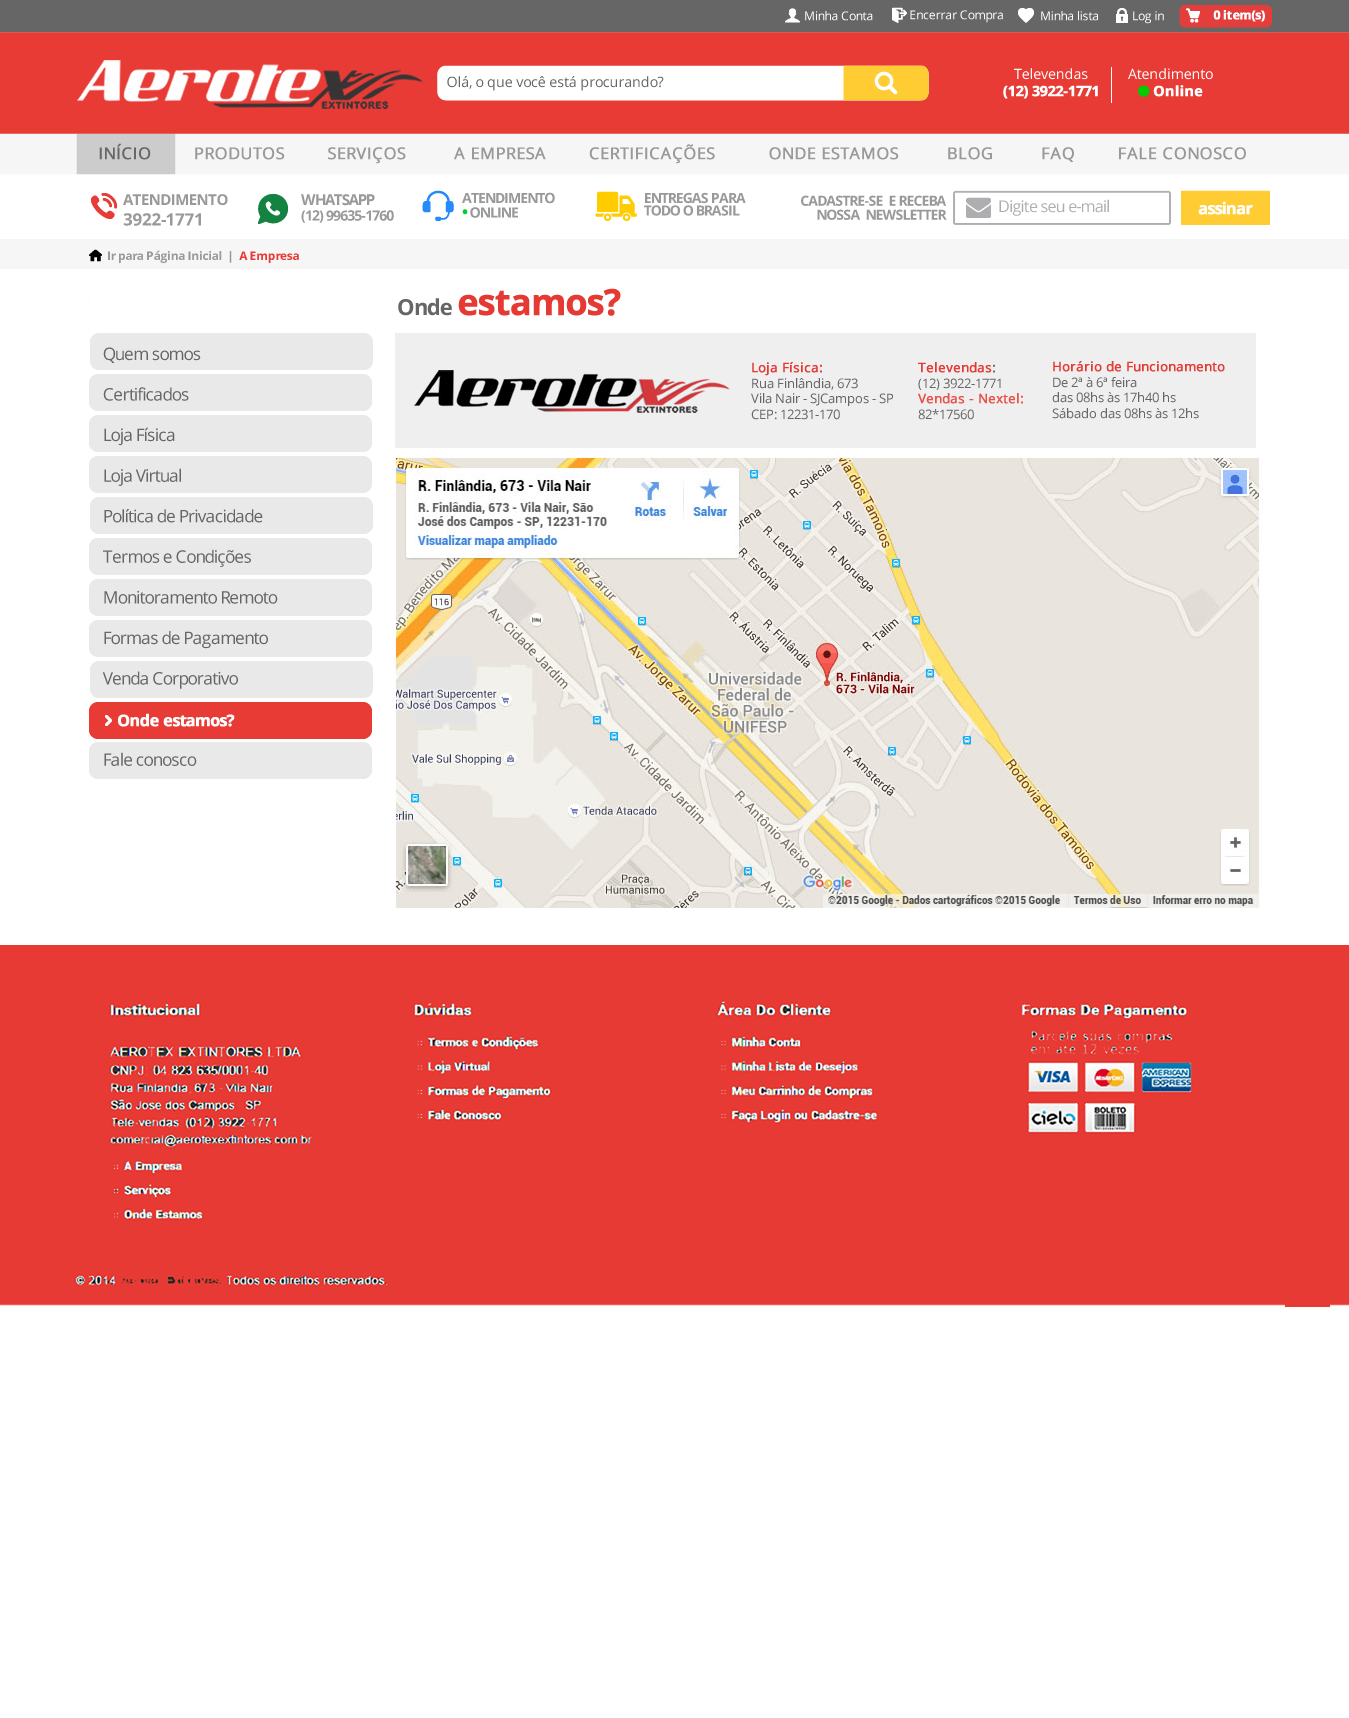 Minha Conta
Encerrar Compra
Minha lista
Log in
0 item(s)
Aerotex
EXTINTORES
Olá, o que você está procurando?
Televendas
(12) 3922-1771
Atendimento
Online
INÍCIO
PRODUTOS
SERVIÇOS
A EMPRESA
CERTIFICAÇÕES
ONDE ESTAMOS
BLOG
FAQ
FALE CONOSCO
ATENDIMENTO
3922-1771
WHATSAPP
(12) 99635-1760
ATENDIMENTO
ONLINE
ENTREGAS PARA
TODO O BRASIL
CADASTRE-SE E RECEBA
NOSSA NEWSLETTER
Digite seu e-mail
assinar
Ir para Página Inicial | A Empresa
Onde estamos?
Quem somos
Certificados
Loja Física
Loja Virtual
Política de Privacidade
Termos e Condições
Monitoramento Remoto
Formas de Pagamento
Venda Corporativo
Onde estamos?
Fale conosco
Aerotex
EXTINTORES
Loja Física:
Rua Finlândia, 673
Vila Nair - SJCampos - SP
CEP: 12231-170
Televendas:
(12) 3922-1771
Vendas - Nextel:
82*17560
Horário de Funcionamento
De 2ª à 6ª feira
das 08hs às 17h40 hs
Sábado das 08hs às 12hs
R. Finlândia, 673 - Vila Nair
R. Finlândia, 673 - Vila Nair, São
José dos Campos - SP, 12231-170
Visualizar mapa ampliado
Rotas
Salvar
R. Suécia
R. Suíça
R. Letônia
R. Noruega
R. Estonia
R. Áustria
R. Finlândia
R. Talim
via dos Tamoios
ep. Benedito Ma
116
Av. Cidade Jardim
ge Zarur
Av. Jorge Zarur
R. Finlândia,
673 - Vila Nair
Universidade
Federal de
São Paulo -
UNIFESP
Walmart Supercenter
ão José Dos Campos
Vale Sul Shopping
Tenda Atacado
Av. Cidade Jardim
R. Amsterdã
R. Antônio Aleixo da
Rodovia dos Tamoios
erlin
Praça
Humanismo
Polar
Av. Cid
Google
©2015 Google - Dados cartográficos ©2015 Google
Termos de Uso
Informar erro no mapa
Institucional
AEROTEX EXTINTORES LTDA
CNPJ: 04.823.635/0001-40
Rua Finlandia, 673 - Vila Nair
São Jose dos Campos - SP
Tele-vendas: (012) 3922-1771
comercial@aerotexextintores.com.br
A Empresa
Serviços
Onde Estamos
Dúvidas
Termos e Condições
Loja Virtual
Formas de Pagamento
Fale Conosco
Área Do Cliente
Minha Conta
Minha Lista de Desejos
Meu Carrinho de Compras
Faça Login ou Cadastre-se
Formas De Pagamento
Parcele suas compras
em até 12 vezes
VISA
MasterCard
AMERICAN EXPRESS
cielo
BOLETO
© 2014
Todos os direitos reservados.